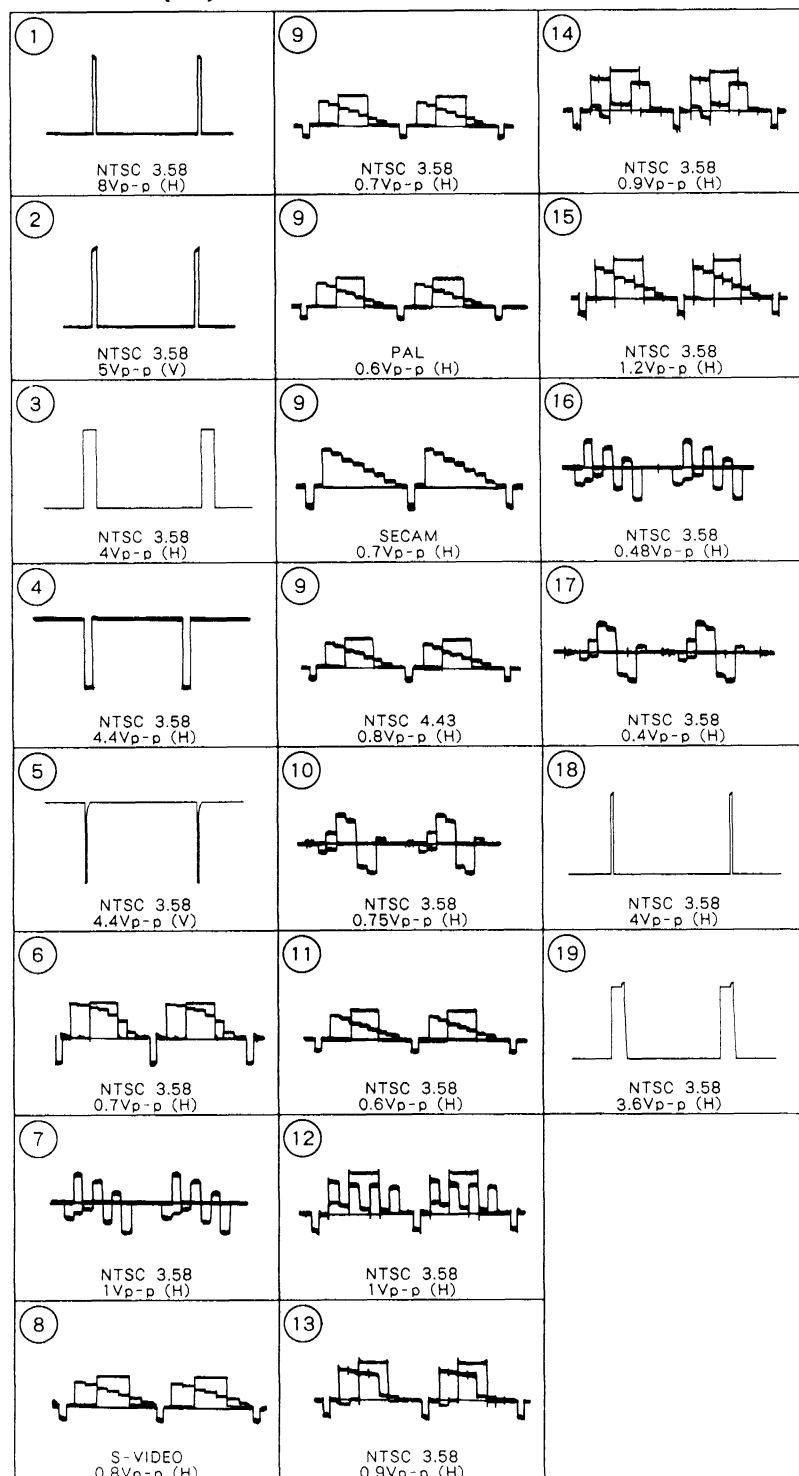 1
NTSC 3.58
8Vp-p (H)
2
NTSC 3.58
5Vp-p (V)
3
NTSC 3.58
4Vp-p (H)
4
NTSC 3.58
4.4Vp-p (H)
5
NTSC 3.58
4.4Vp-p (V)
6
NTSC 3.58
0.7Vp-p (H)
7
NTSC 3.58
1Vp-p (H)
8
S-VIDEO
0.8Vp-p (H)
9
NTSC 3.58
0.7Vp-p (H)
9
PAL
0.6Vp-p (H)
9
SECAM
0.7Vp-p (H)
9
NTSC 4.43
0.8Vp-p (H)
10
NTSC 3.58
0.75Vp-p (H)
11
NTSC 3.58
0.6Vp-p (H)
12
NTSC 3.58
1Vp-p (H)
13
NTSC 3.58
0.9Vp-p (H)
14
NTSC 3.58
0.9Vp-p (H)
15
NTSC 3.58
1.2Vp-p (H)
16
NTSC 3.58
0.48Vp-p (H)
17
NTSC 3.58
0.4Vp-p (H)
18
NTSC 3.58
4Vp-p (H)
19
NTSC 3.58
3.6Vp-p (H)